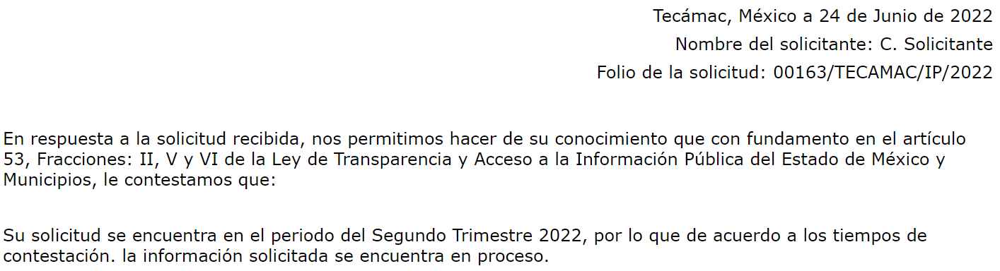 Tecámac, México a 24 de Junio de 2022
Nombre del solicitante: C. Solicitante
Folio de la solicitud: 00163/TECAMAC/IP/2022
En respuesta a la solicitud recibida, nos permitimos hacer de su conocimiento que con fundamento en el artículo
53, Fracciones: II, V y VI de la Ley de Transparencia y Acceso a la Información Pública del Estado de México y
Municipios, le contestamos que:
Su solicitud se encuentra en el periodo del Segundo Trimestre 2022, por lo que de acuerdo a los tiempos de
contestación. la información solicitada se encuentra en proceso.